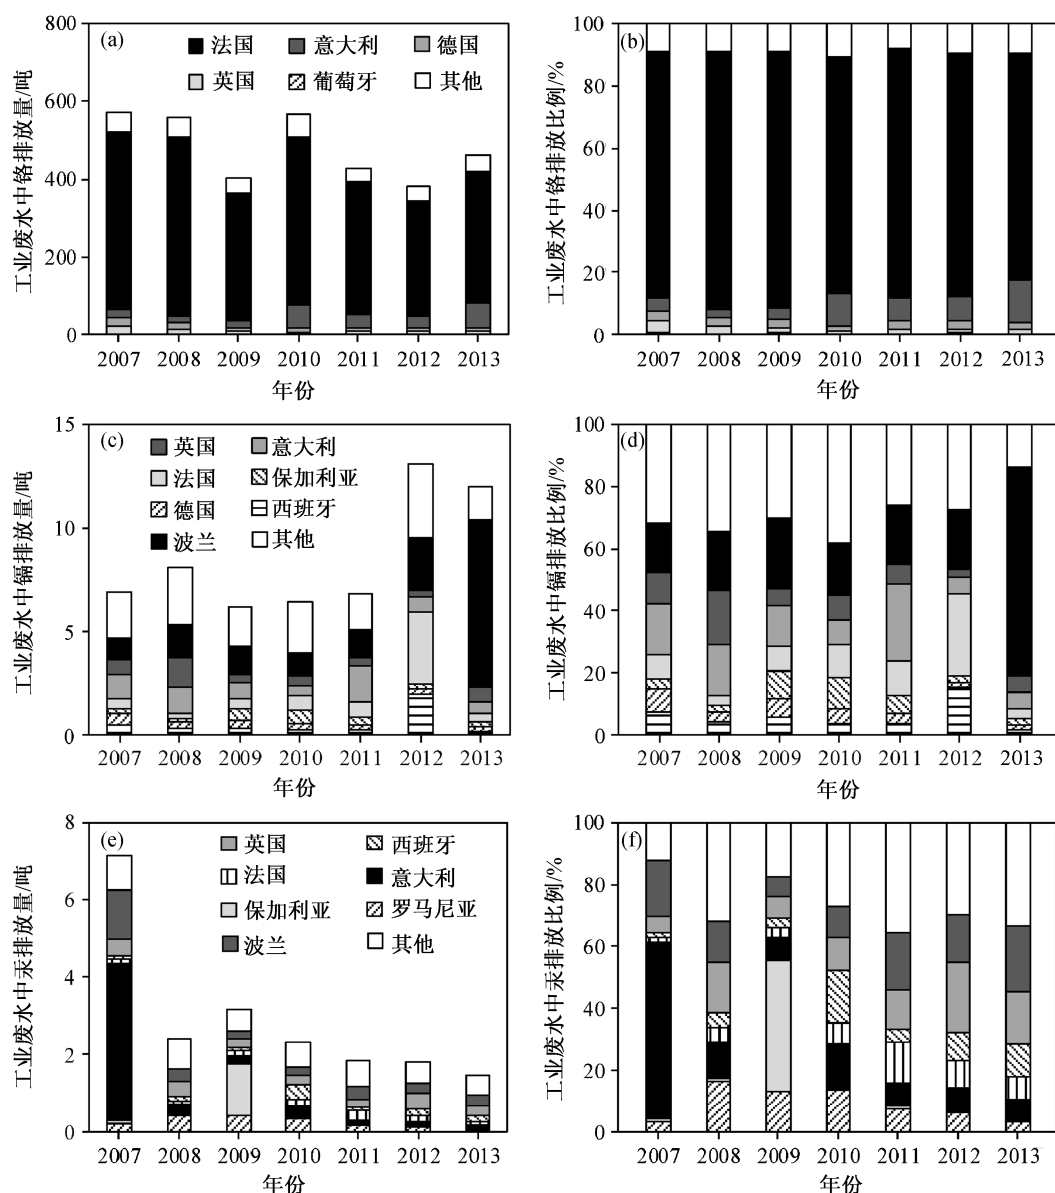 (a)
法国
意大利
德国
英国
葡萄牙
其他
工业废水中铬排放量/吨
800
600
400
200
0
2007 2008 2009 2010 2011 2012 2013
年份
(b)
工业废水中铬排放比例/%
100
80
60
40
20
0
2007 2008 2009 2010 2011 2012 2013
年份
(c)
英国
意大利
法国
保加利亚
德国
西班牙
波兰
其他
工业废水中镉排放量/吨
15
10
5
0
2007 2008 2009 2010 2011 2012 2013
年份
(d)
工业废水中镉排放比例/%
100
80
60
40
20
0
2007 2008 2009 2010 2011 2012 2013
年份
(e)
英国
西班牙
法国
意大利
保加利亚
罗马尼亚
波兰
其他
工业废水中汞排放量/吨
8
6
4
2
0
2007 2008 2009 2010 2011 2012 2013
年份
(f)
工业废水中汞排放比例/%
100
80
60
40
20
0
2007 2008 2009 2010 2011 2012 2013
年份